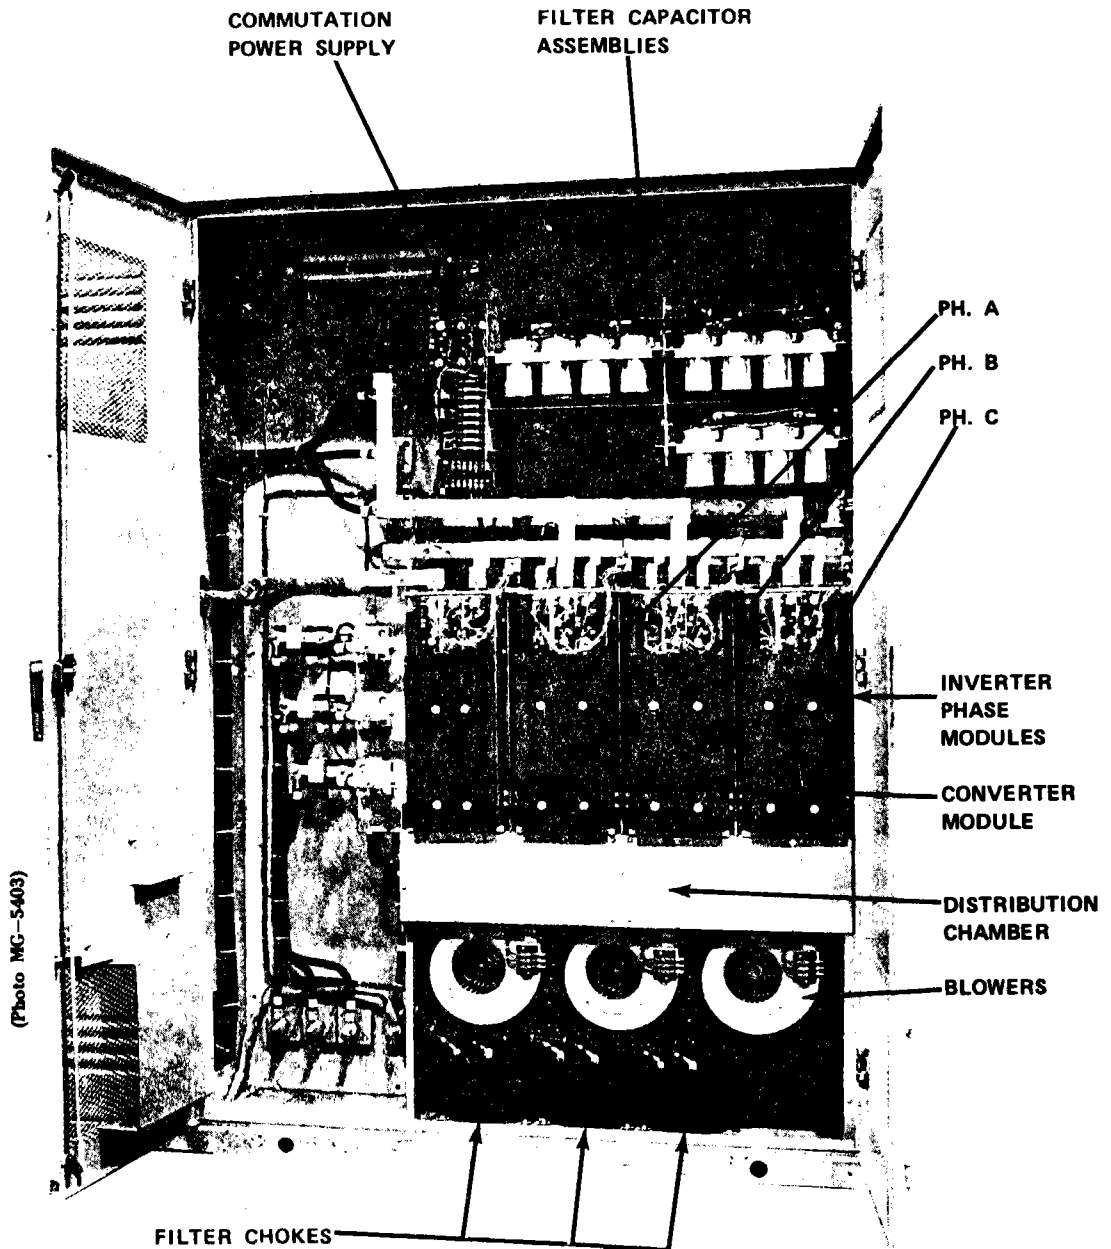 COMMUTATION
POWER SUPPLY
FILTER CAPACITOR
ASSEMBLIES
PH. A
PH. B
PH. C
INVERTER
PHASE
MODULES
CONVERTER
MODULE
DISTRIBUTION
CHAMBER
BLOWERS
FILTER CHOKES
(Photo MG-5403)